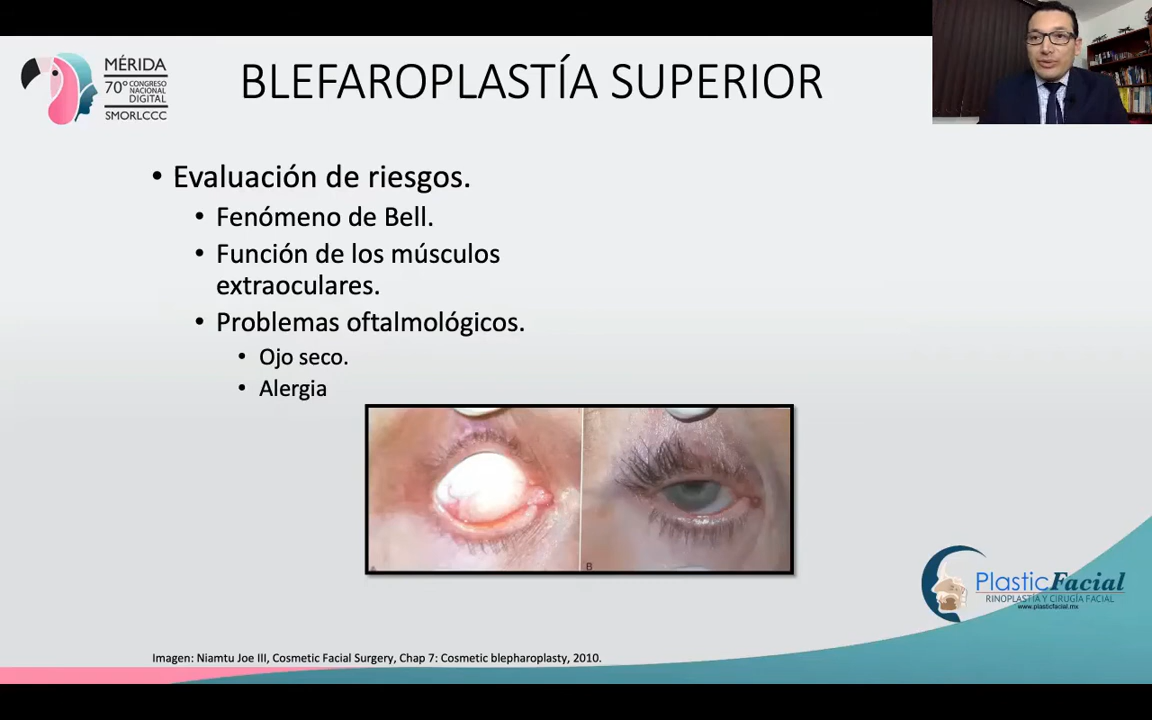 MÉRIDA
70º CONGRESO
NACIONAL
DIGITAL
SMORLCCC
BLEFAROPLASTÍA SUPERIOR
• Evaluación de riesgos.
• Fenómeno de Bell.
• Función de los músculos
extraoculares.
• Problemas oftalmológicos.
• Ojo seco.
• Alergia
A
B
PlasticFacial
RINOPLASTÍA Y CIRUGÍA FACIAL
www.plasticfacial.mx
Imagen: Niamtu Joe III, Cosmetic Facial Surgery, Chap 7: Cosmetic blepharoplasty, 2010.